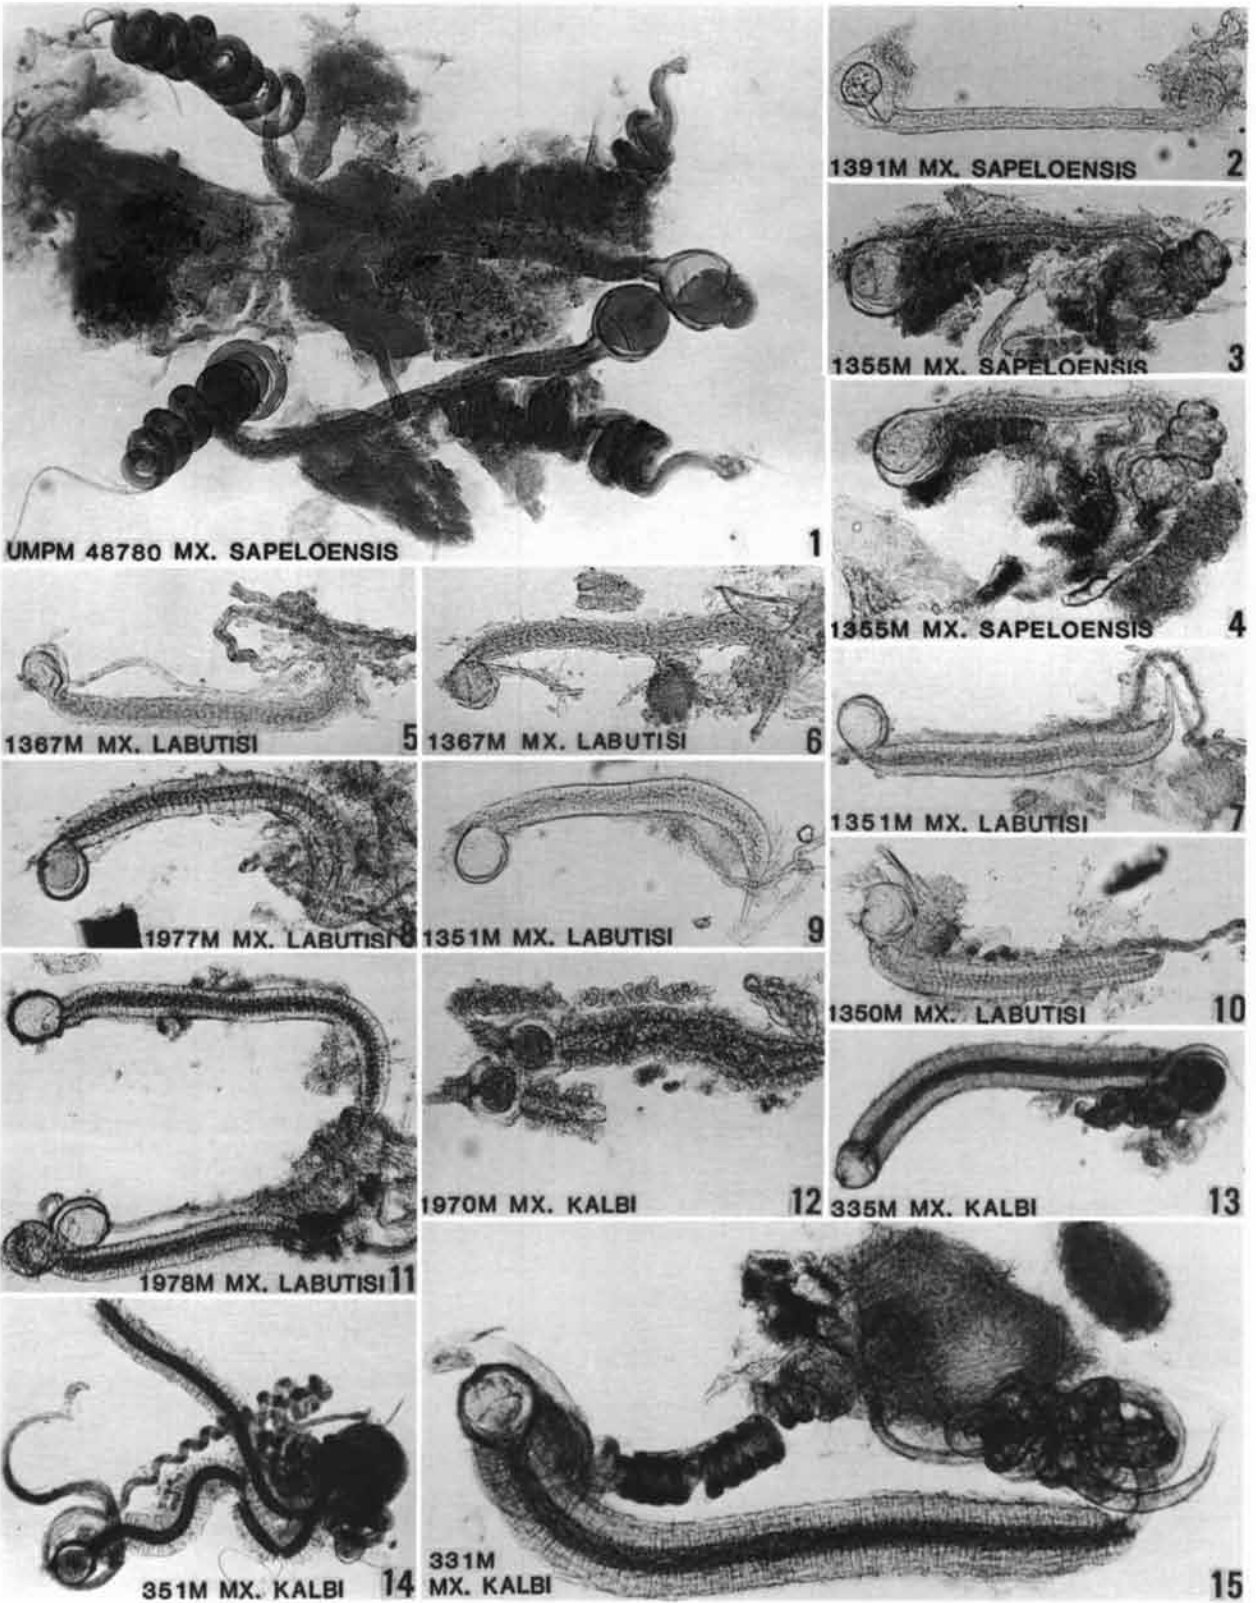 UMPM 48780 MX. SAPELOENSIS 1
1391M MX. SAPELOENSIS 2
1355M MX. SAPELOENSIS 3
1355M MX. SAPELOENSIS 4
1367M MX. LABUTISI 5
1367M MX. LABUTISI 6
1351M MX. LABUTISI 7
1977M MX. LABUTISI 8
1351M MX. LABUTISI 9
1350M MX. LABUTISI 10
1978M MX. LABUTISI 11
1970M MX. KALBI 12
335M MX. KALBI 13
351M MX. KALBI 14
331M
MX. KALBI 15